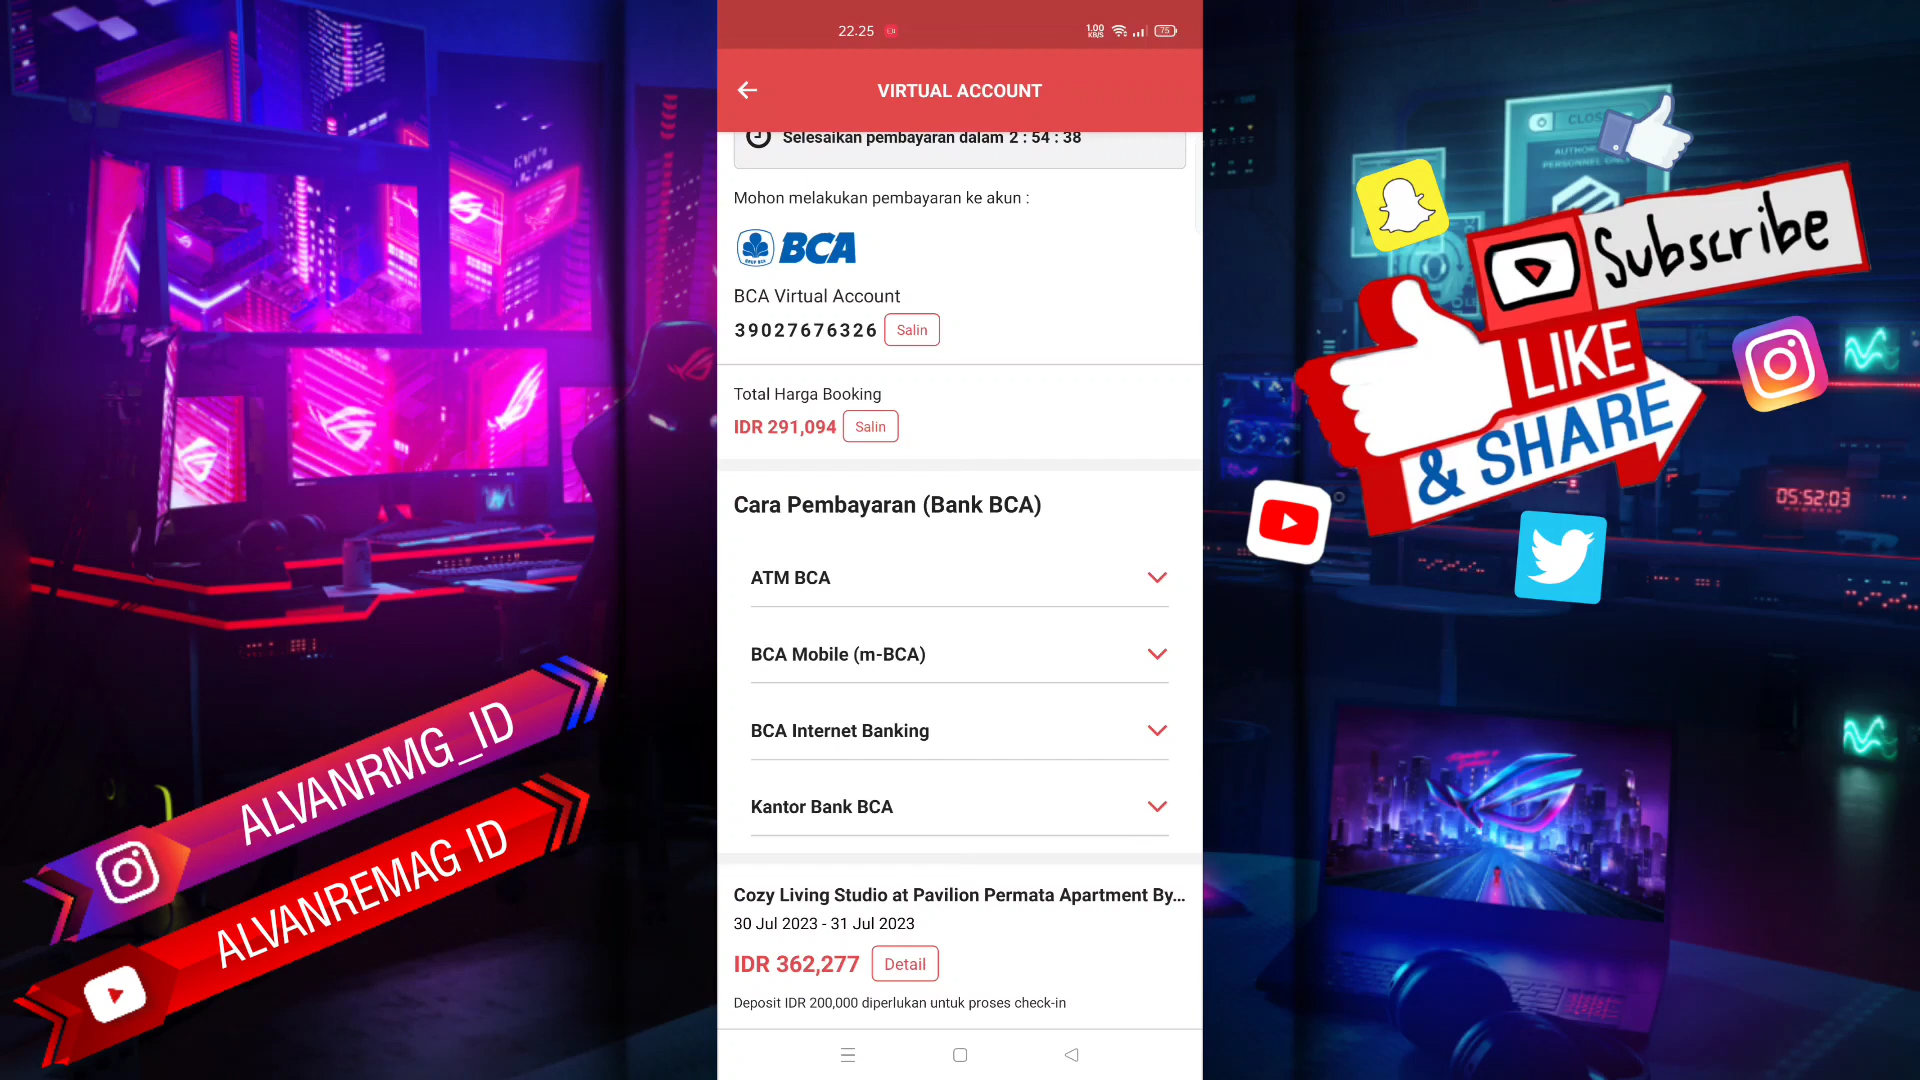 22.25
1.00
KB/S
75
VIRTUAL ACCOUNT
Selesaikan pembayaran dalam 2 : 54 : 38
Mohon melakukan pembayaran ke akun :
BCA
BCA Virtual Account
39027676326 Salin
Total Harga Booking
IDR 291,094 Salin
Cara Pembayaran (Bank BCA)
ATM BCA
BCA Mobile (m-BCA)
BCA Internet Banking
Kantor Bank BCA
Cozy Living Studio at Pavilion Permata Apartment By...
30 Jul 2023 - 31 Jul 2023
IDR 362,277 Detail
Deposit IDR 200,000 diperlukan untuk proses check-in
ALVANRMG_ID
ALVANREMAG ID
Subscribe
LIKE
& SHARE
05:52:03